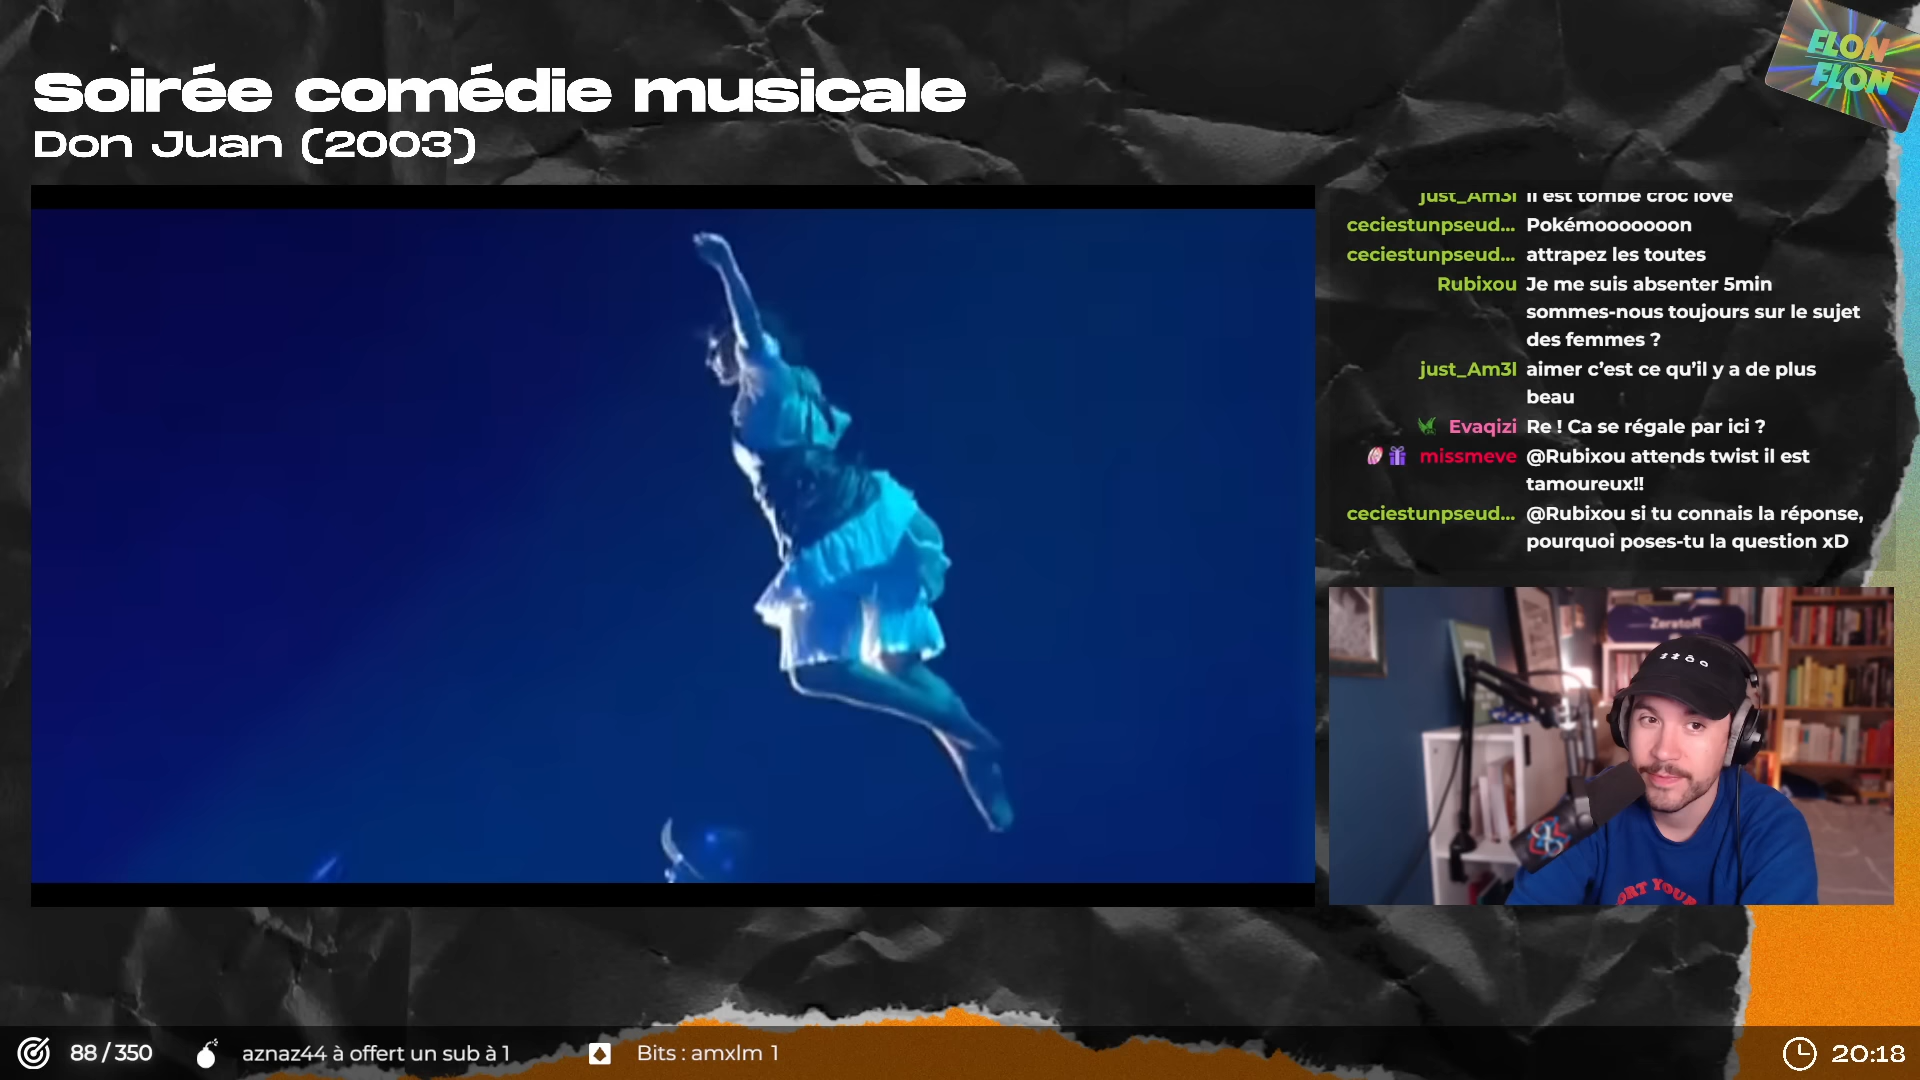 Soirée comédie musicale
Don Juan (2003)
FLON
FLON
just_Am3l il est tombé croc love
ceciestunpseud... Pokémooooooon
ceciestunpseud... attrapez les toutes
Rubixou Je me suis absenter 5min
sommes-nous toujours sur le sujet
des femmes ?
just_Am3l aimer c’est ce qu’il y a de plus
beau
Evaqizi Re ! Ca se régale par ici ?
missmeve @Rubixou attends twist il est
tamoureux!!
ceciestunpseud... @Rubixou si tu connais la réponse,
pourquoi poses-tu la question xD
ZeratoR
ORT YOUR
88 / 350
aznaz44 à offert un sub à 1
Bits : amxlm 1
20:18